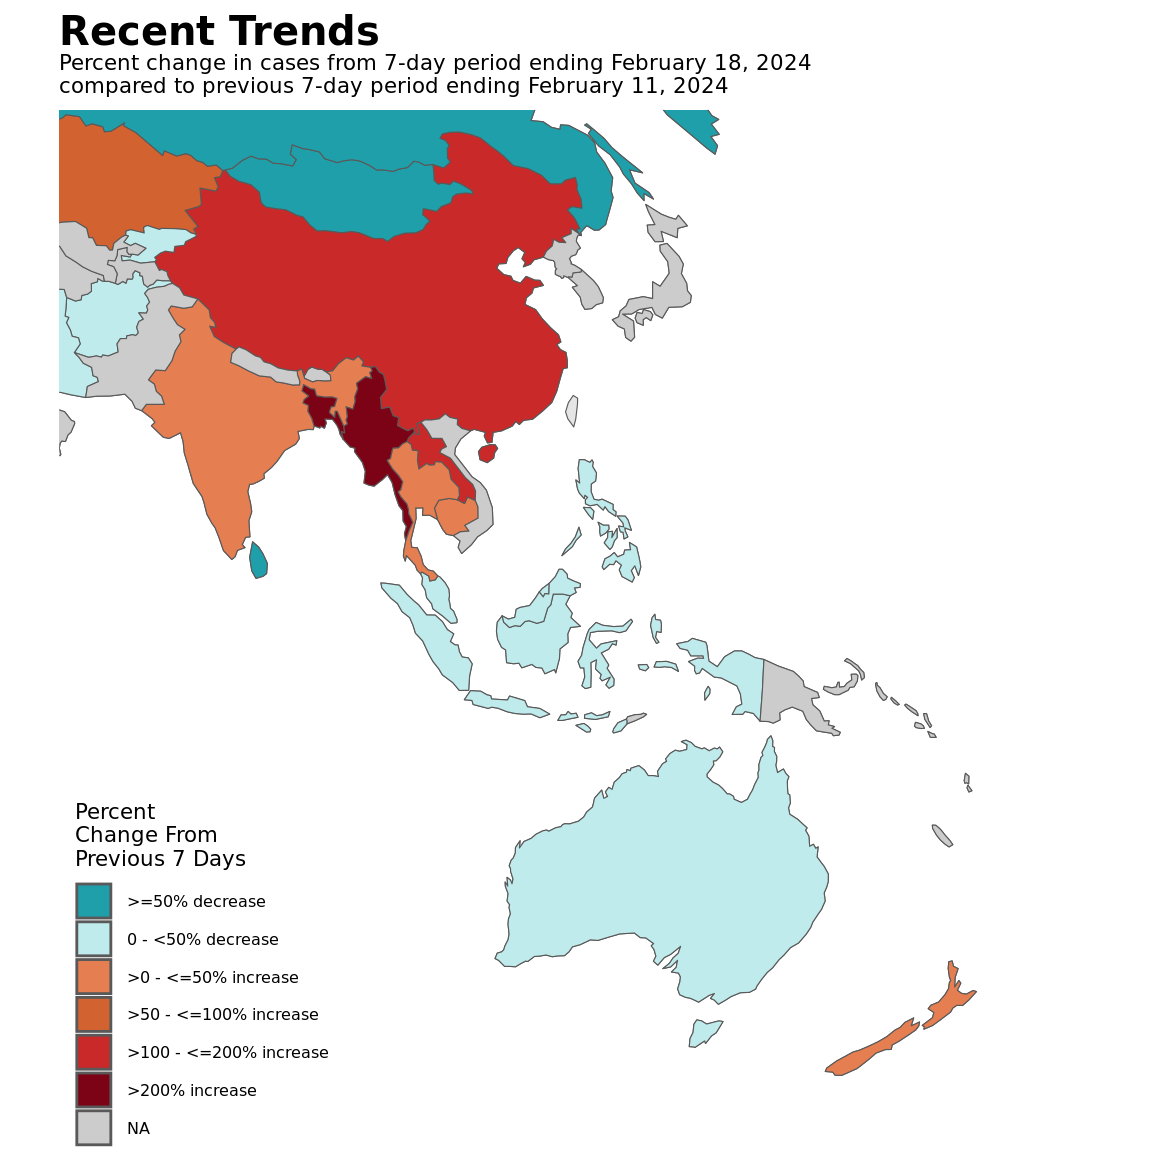 Recent Trends
Percent change in cases from 7-day period ending February 18, 2024
compared to previous 7-day period ending February 11, 2024
Percent
Change From
Previous 7 Days
>=50% decrease
0 - <50% decrease
>0 - <=50% increase
>50 - <=100% increase
>100 - <=200% increase
>200% increase
NA